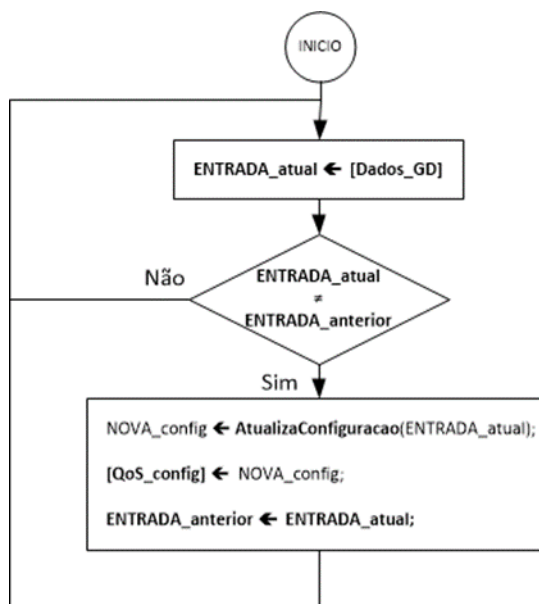 INICIO
ENTRADA_atual 🡸 [Dados_GD]
ENTRADA_atual
≠
ENTRADA_anterior
Não
Sim
NOVA_config 🡸 AtualizaConfiguracao(ENTRADA_atual);
[QoS_config] 🡸 NOVA_config;
ENTRADA_anterior 🡸 ENTRADA_atual;